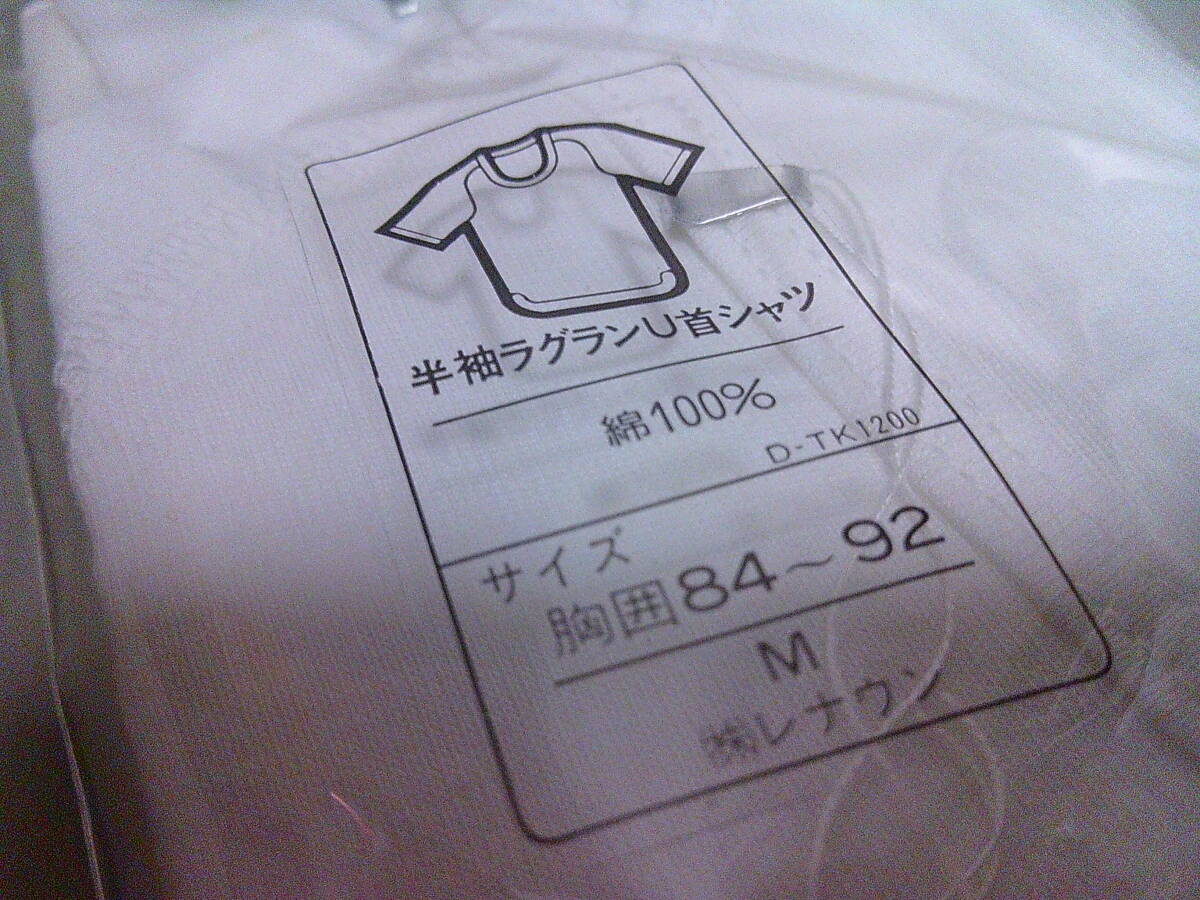 半袖ラグランU首シャツ
綿100%
D-TK1200
サイズ
胸囲84~92
M
㈱レナウン